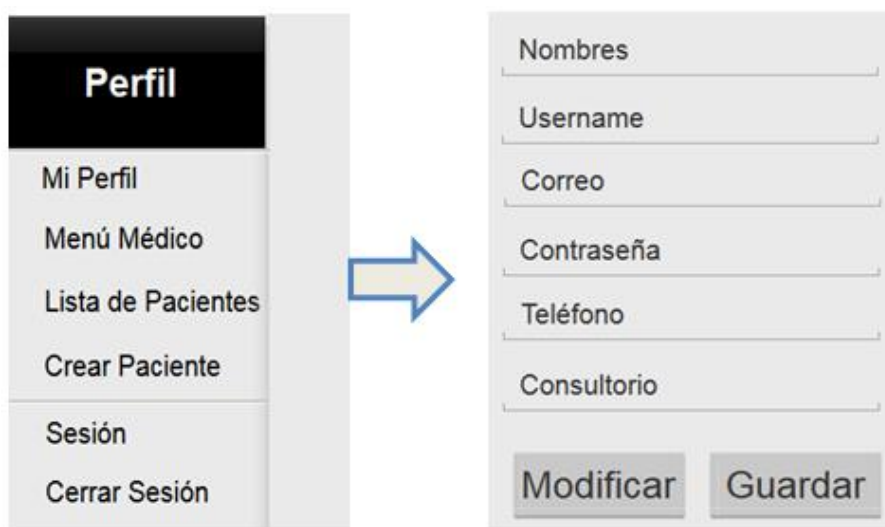 Perfil
Mi Perfil
Menú Médico
Lista de Pacientes
Crear Paciente
Sesión
Cerrar Sesión
Nombres
Username
Correo
Contraseña
Teléfono
Consultorio
Modificar Guardar